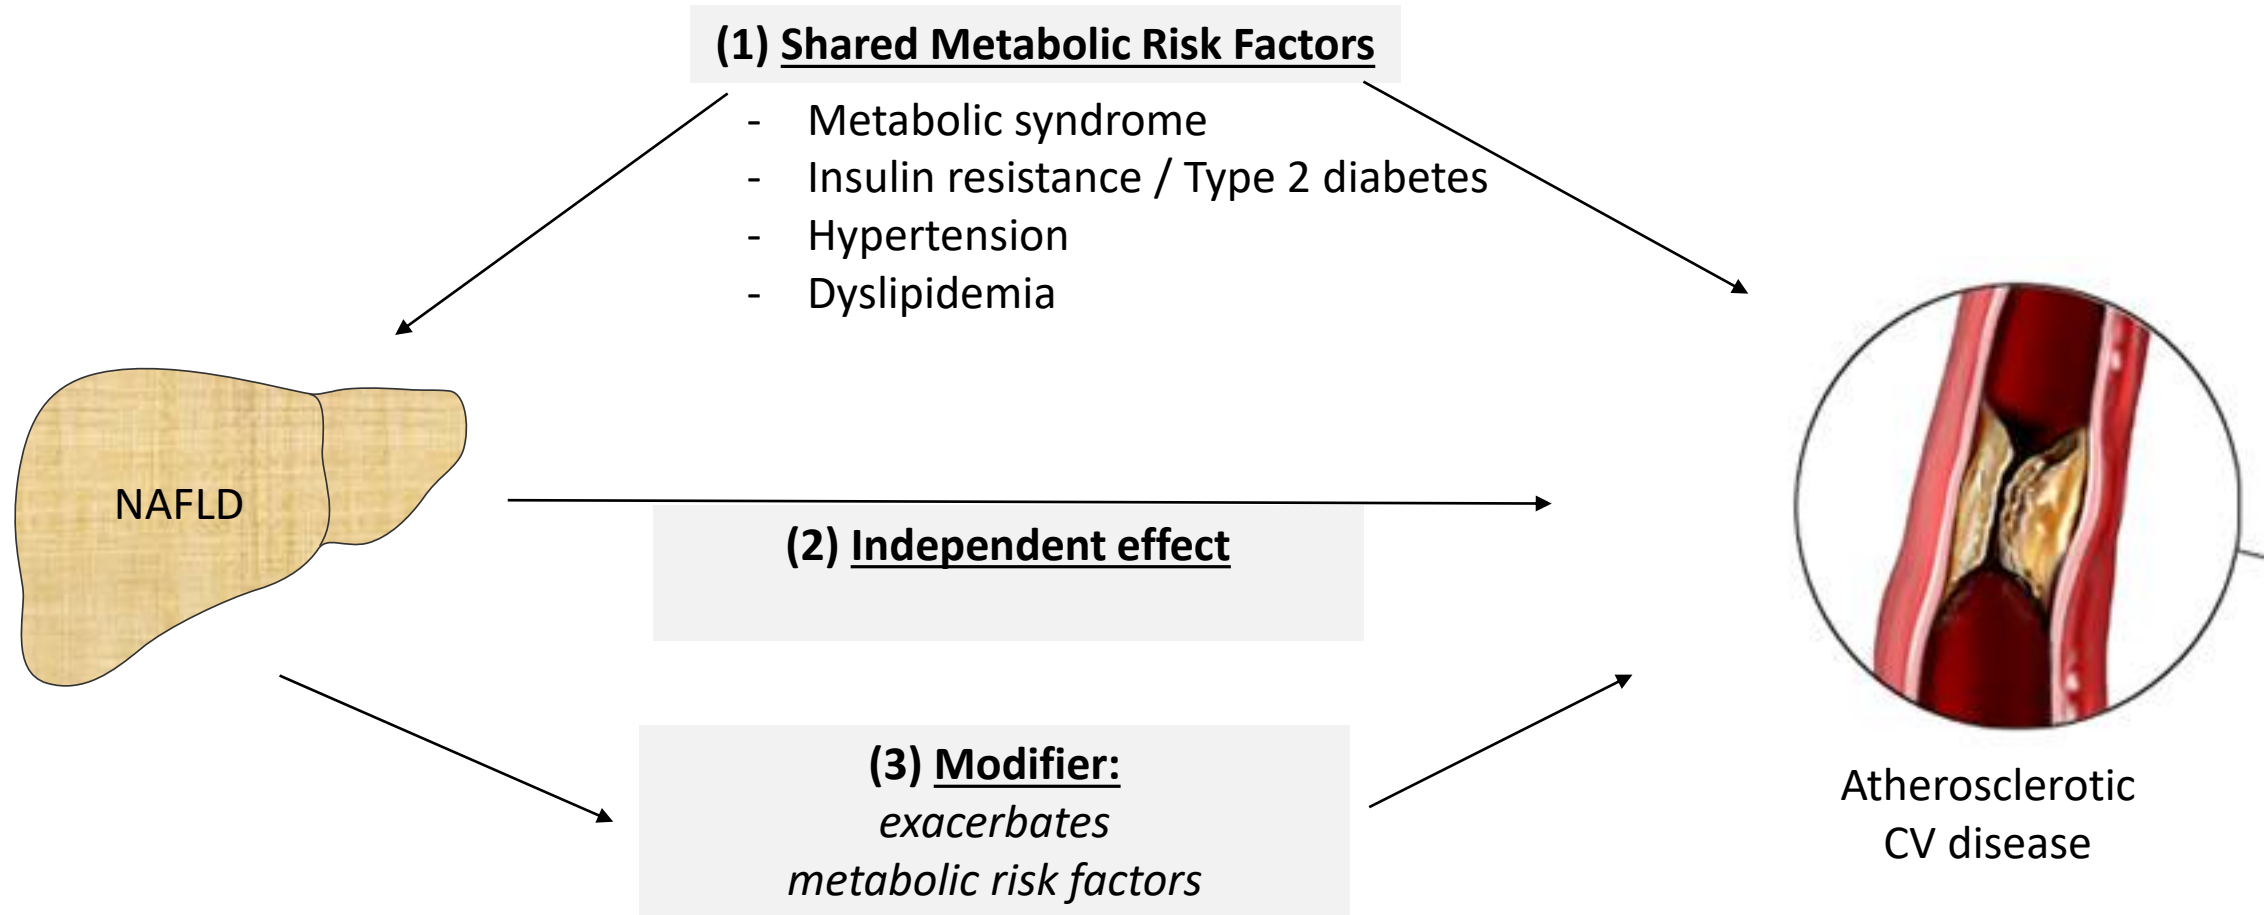 (1) Shared Metabolic Risk Factors
- Metabolic syndrome
- Insulin resistance / Type 2 diabetes
- Hypertension
- Dyslipidemia
NAFLD
(2) Independent effect
(3) Modifier:
exacerbates
metabolic risk factors
Atherosclerotic
CV disease